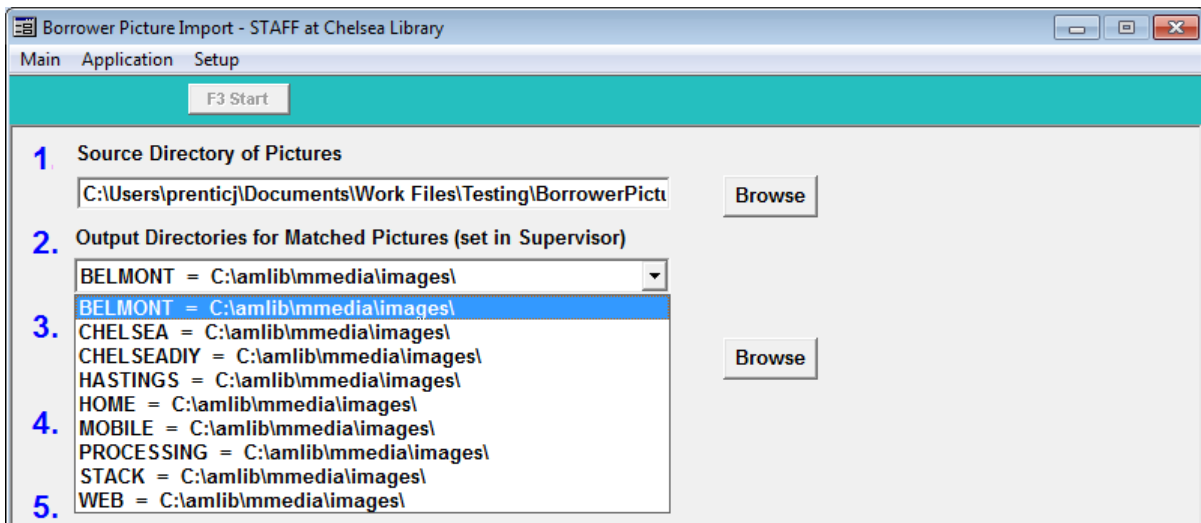 Borrower Picture Import - STAFF at Chelsea Library
Main Application Setup
F3 Start
1. Source Directory of Pictures
C:\Users\prenticj\Documents\Work Files\Testing\BorrowerPictu
Browse
2. Output Directories for Matched Pictures (set in Supervisor)
BELMONT = C:\amlib\mmedia\images\
BELMONT = C:\amlib\mmedia\images\
3.
CHELSEA = C:\amlib\mmedia\images\
CHELSEADIY = C:\amlib\mmedia\images\
Browse
HASTINGS = C:\amlib\mmedia\images\
HOME = C:\amlib\mmedia\images\
4.
MOBILE = C:\amlib\mmedia\images\
PROCESSING = C:\amlib\mmedia\images\
STACK = C:\amlib\mmedia\images\
5.
WEB = C:\amlib\mmedia\images\